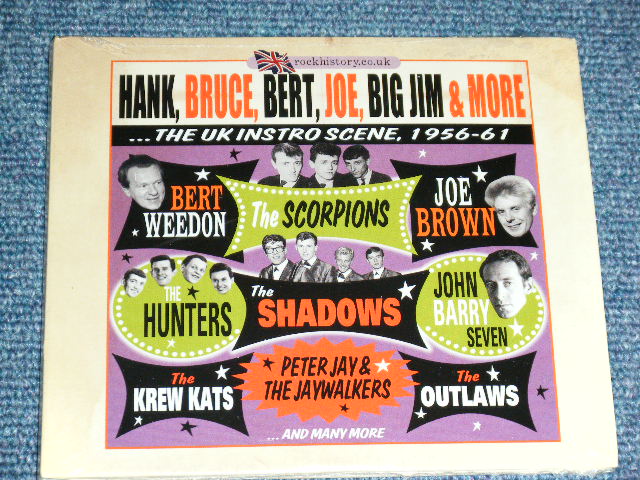 rockhistory.co.uk
HANK, BRUCE, BERT, JOE, BIG JIM & MORE
...THE UK INSTRO SCENE, 1956-61
BERT
WEEDON
The SCORPIONS
JOE
BROWN
THE
HUNTERS
The
SHADOWS
JOHN
BARRY
SEVEN
The
KREW KATS
PETER JAY &
THE JAYWALKERS
The
OUTLAWS
...AND MANY MORE